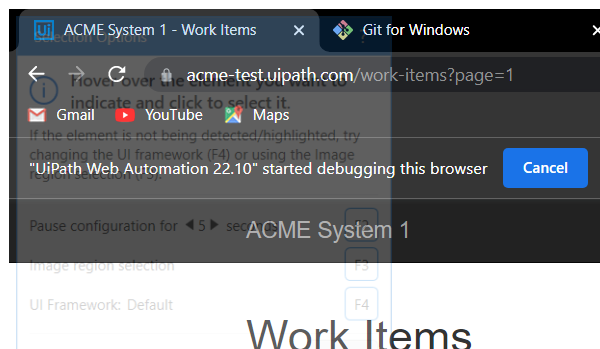 Selection Options
Ui ACME System 1 - Work Items
Git for Windows
acme-test.uipath.com/work-items?page=1
Hover over the element you want to
indicate and click to select it.
Gmail YouTube Maps
If the element is not being detected/highlighted, try
changing the UI framework (F4) or using the Image
region selection (F3).
"UiPath Web Automation 22.10" started debugging this browser Cancel
Pause configuration for 5 seconds F2
ACME System 1
Image region selection F3
UI Framework: Default F4
Work Items